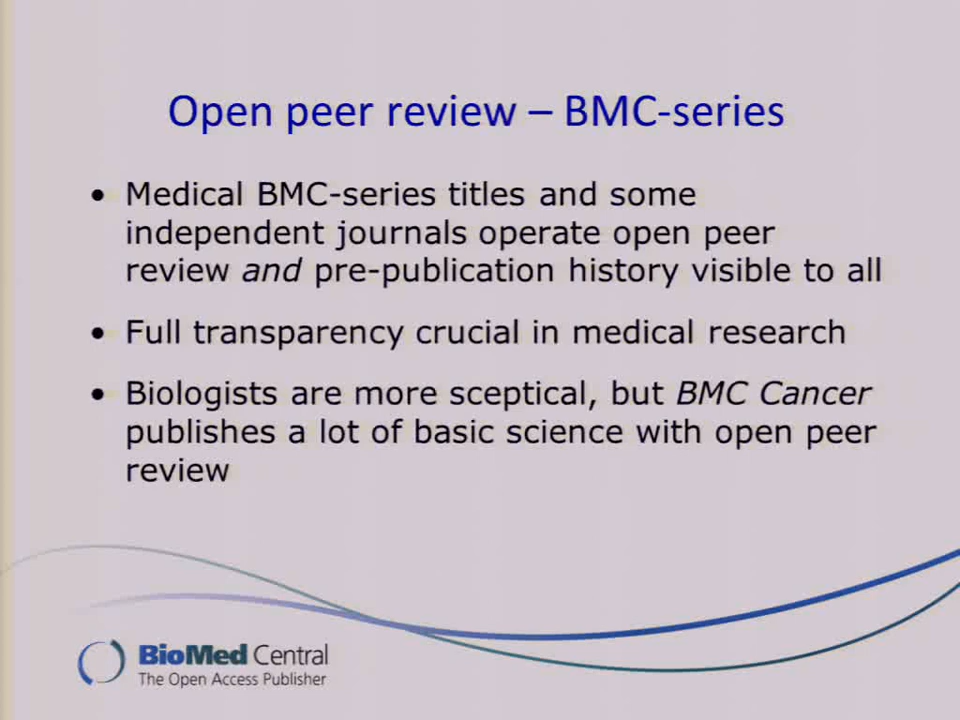 Open peer review – BMC-series
• Medical BMC-series titles and some
independent journals operate open peer
review and pre-publication history visible to all
• Full transparency crucial in medical research
• Biologists are more sceptical, but BMC Cancer
publishes a lot of basic science with open peer
review
BioMed Central
The Open Access Publisher